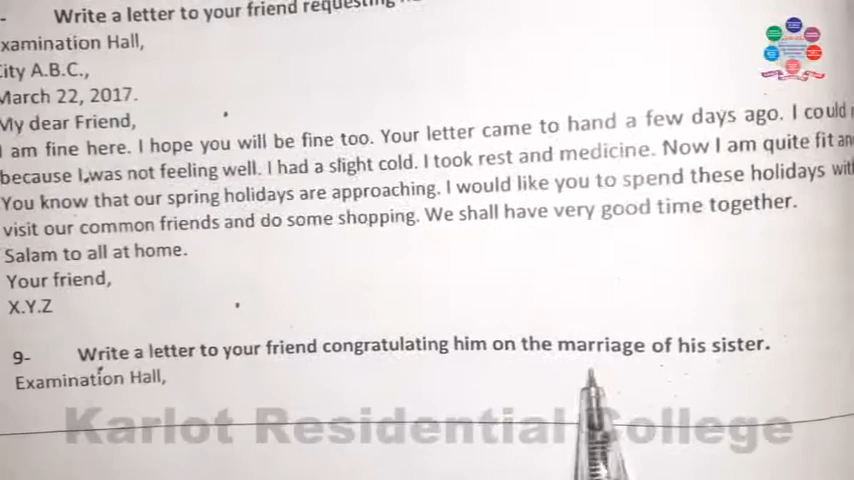 - Write a letter to your friend requesting
xamination Hall,
City A.B.C.,
March 22, 2017.
My dear Friend,
I am fine here. I hope you will be fine too. Your letter came to hand a few days ago. I could
because I was not feeling well. I had a slight cold. I took rest and medicine. Now I am quite fit and
You know that our spring holidays are approaching. I would like you to spend these holidays with
visit our common friends and do some shopping. We shall have very good time together.
Salam to all at home.
Your friend,
X.Y.Z
9- Write a letter to your friend congratulating him on the marriage of his sister.
Examination Hall,
Karlot Residential College